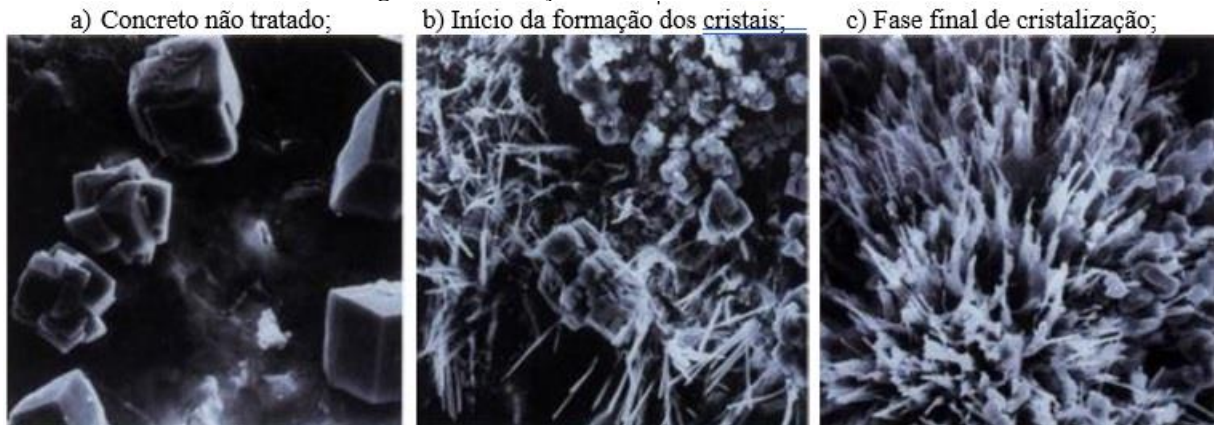 a) Concreto não tratado;
b) Início da formação dos cristais;
c) Fase final de cristalização;